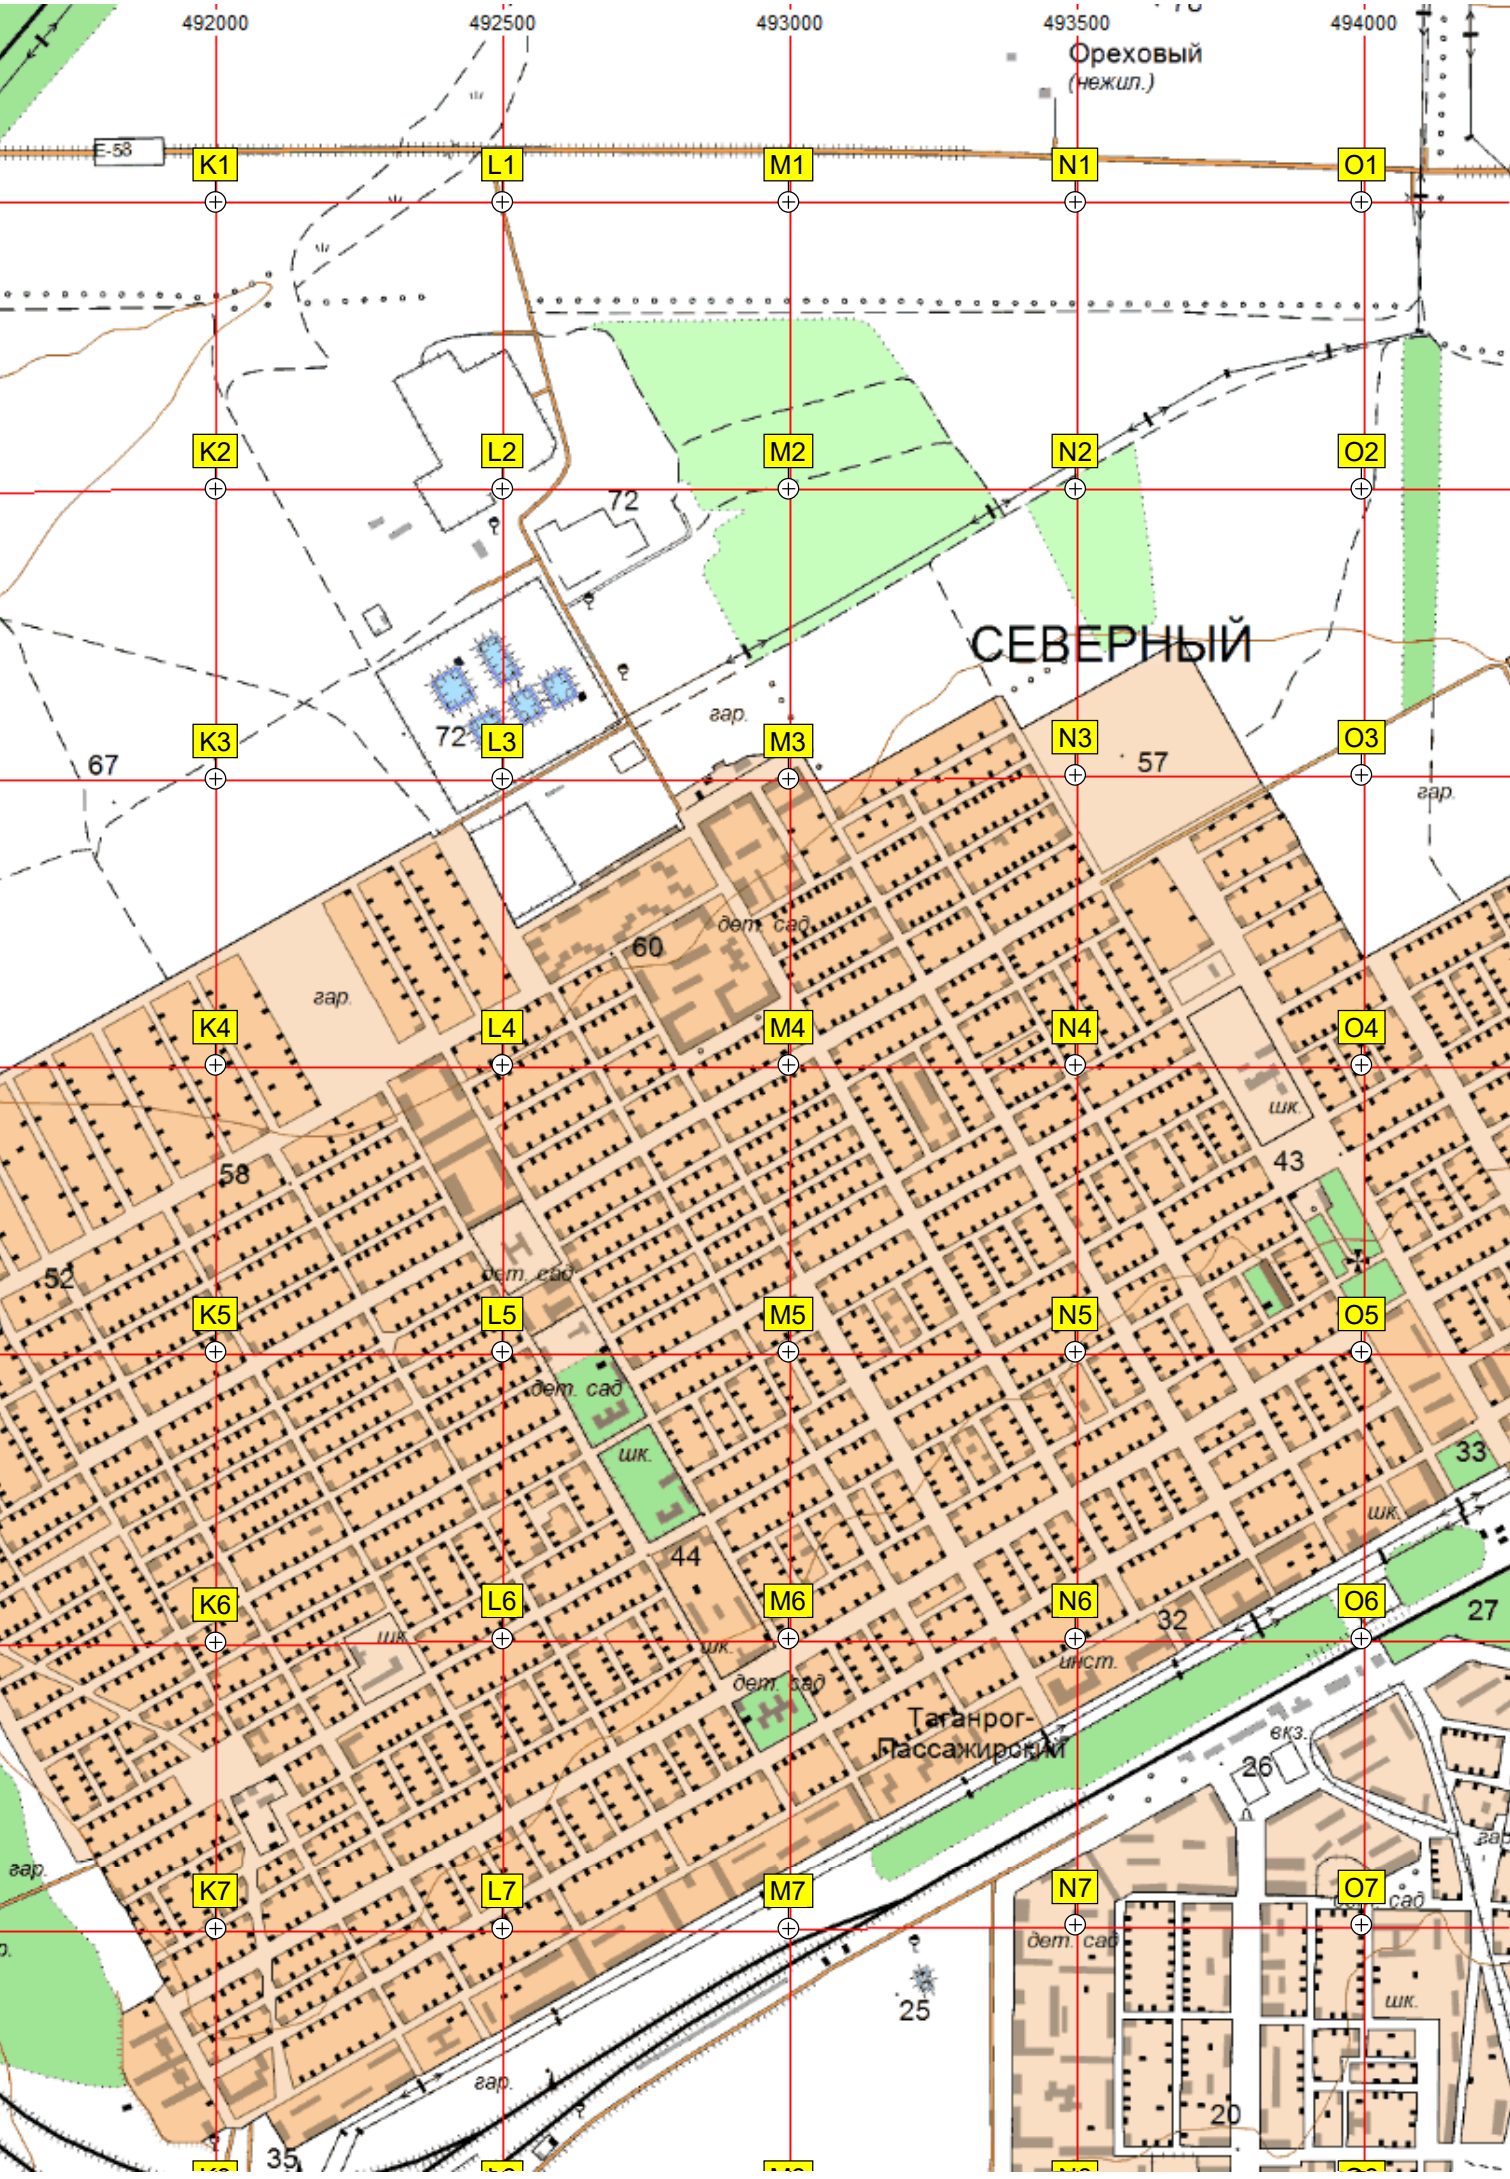 492000 492500 493000 493500 494000
Ореховый
(нежил.)
Е-58
K1 L1 M1 N1 O1
K2 L2 M2 N2 O2
72
СЕВЕРНЫЙ
гар.
72
K3 L3 M3 N3 O3
67
57
гар.
дет. сад
60
гар.
K4 L4 M4 N4 O4
шк.
43
58
дет. сад
52
K5 L5 M5 N5 O5
дет. сад
шк.
33
шк.
44
K6 L6 M6 N6 O6
27
32
шк.
шк.
инст.
дет. сад
Таганрог-
Пассажирский
вкз.
26
гар.
K7 L7 M7 N7 O7
сад
дет. сад
шк.
25
гар.
20
35